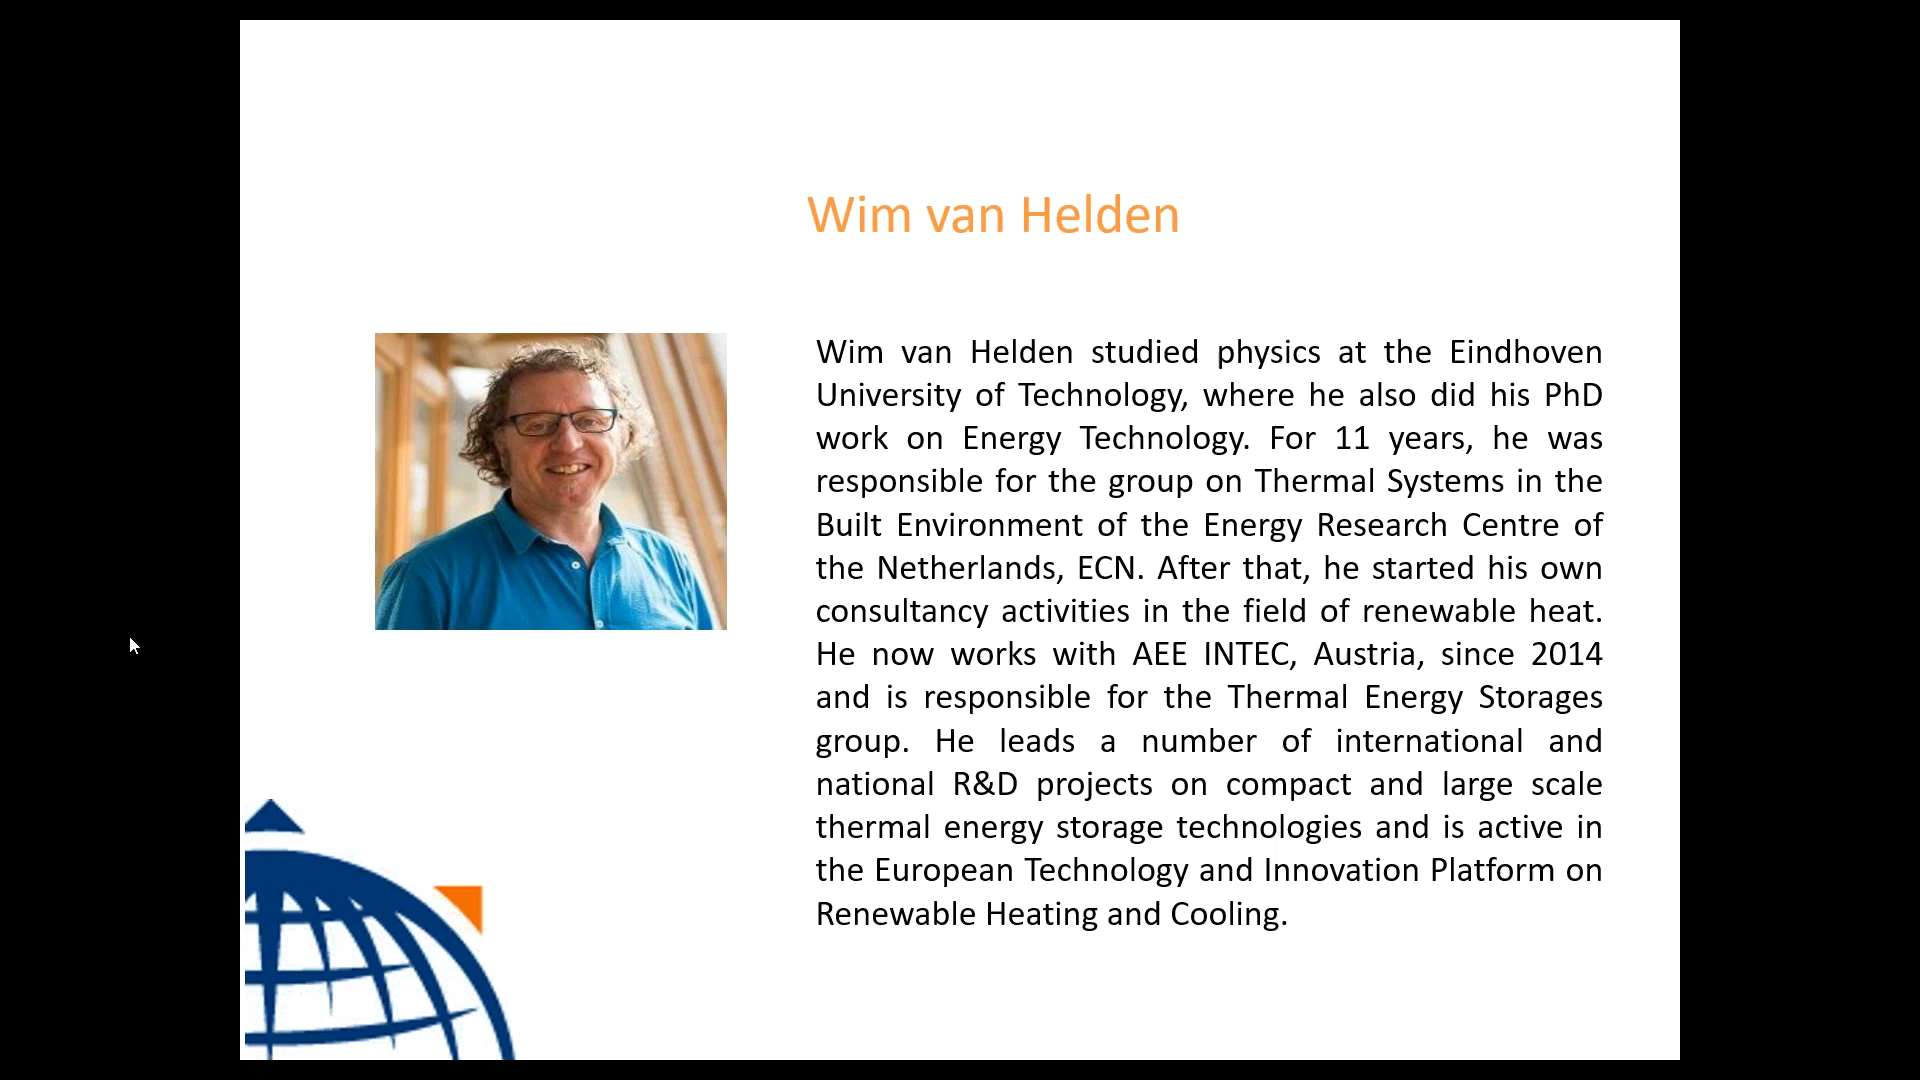 Wim van Helden
Wim van Helden studied physics at the Eindhoven
University of Technology, where he also did his PhD
work on Energy Technology. For 11 years, he was
responsible for the group on Thermal Systems in the
Built Environment of the Energy Research Centre of
the Netherlands, ECN. After that, he started his own
consultancy activities in the field of renewable heat.
He now works with AEE INTEC, Austria, since 2014
and is responsible for the Thermal Energy Storages
group. He leads a number of international and
national R&D projects on compact and large scale
thermal energy storage technologies and is active in
the European Technology and Innovation Platform on
Renewable Heating and Cooling.